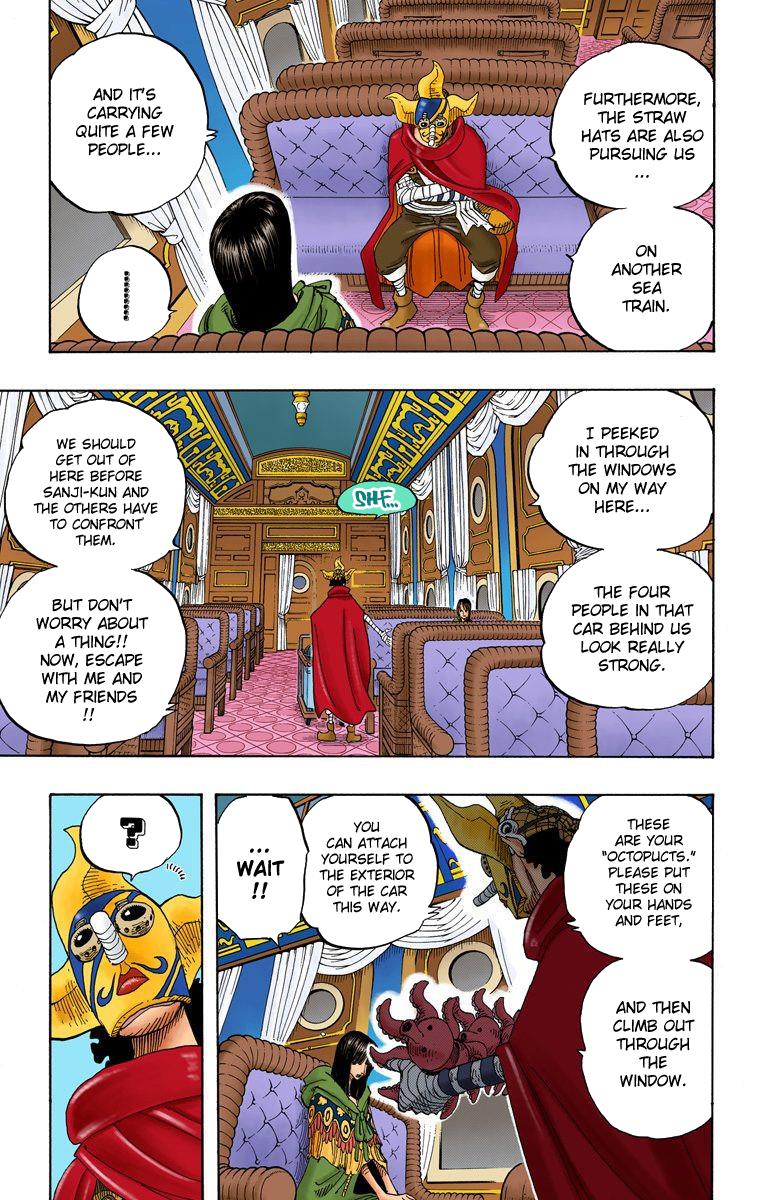 FURTHERMORE,
THE STRAW
HATS ARE ALSO
PURSUING US
...
ON
ANOTHER
SEA
TRAIN.
AND IT'S
CARRYING
QUITE A FEW
PEOPLE...
I PEEKED
IN THROUGH
THE WINDOWS
ON MY WAY
HERE...
THE FOUR
PEOPLE IN THAT
CAR BEHIND US
LOOK REALLY
STRONG.
SHF...
WE SHOULD
GET OUT OF
HERE BEFORE
SANJI-KUN AND
THE OTHERS HAVE
TO CONFRONT
THEM.
BUT DON'T
WORRY ABOUT
A THING!!
NOW, ESCAPE
WITH ME AND
MY FRIENDS
!!
THESE
ARE YOUR
"OCTOPUCTS."
PLEASE PUT
THESE ON
YOUR HANDS
AND FEET,
AND THEN
CLIMB OUT
THROUGH
THE
WINDOW.
YOU
CAN ATTACH
YOURSELF TO
THE EXTERIOR
OF THE CAR
THIS WAY.
...
WAIT
!!
?